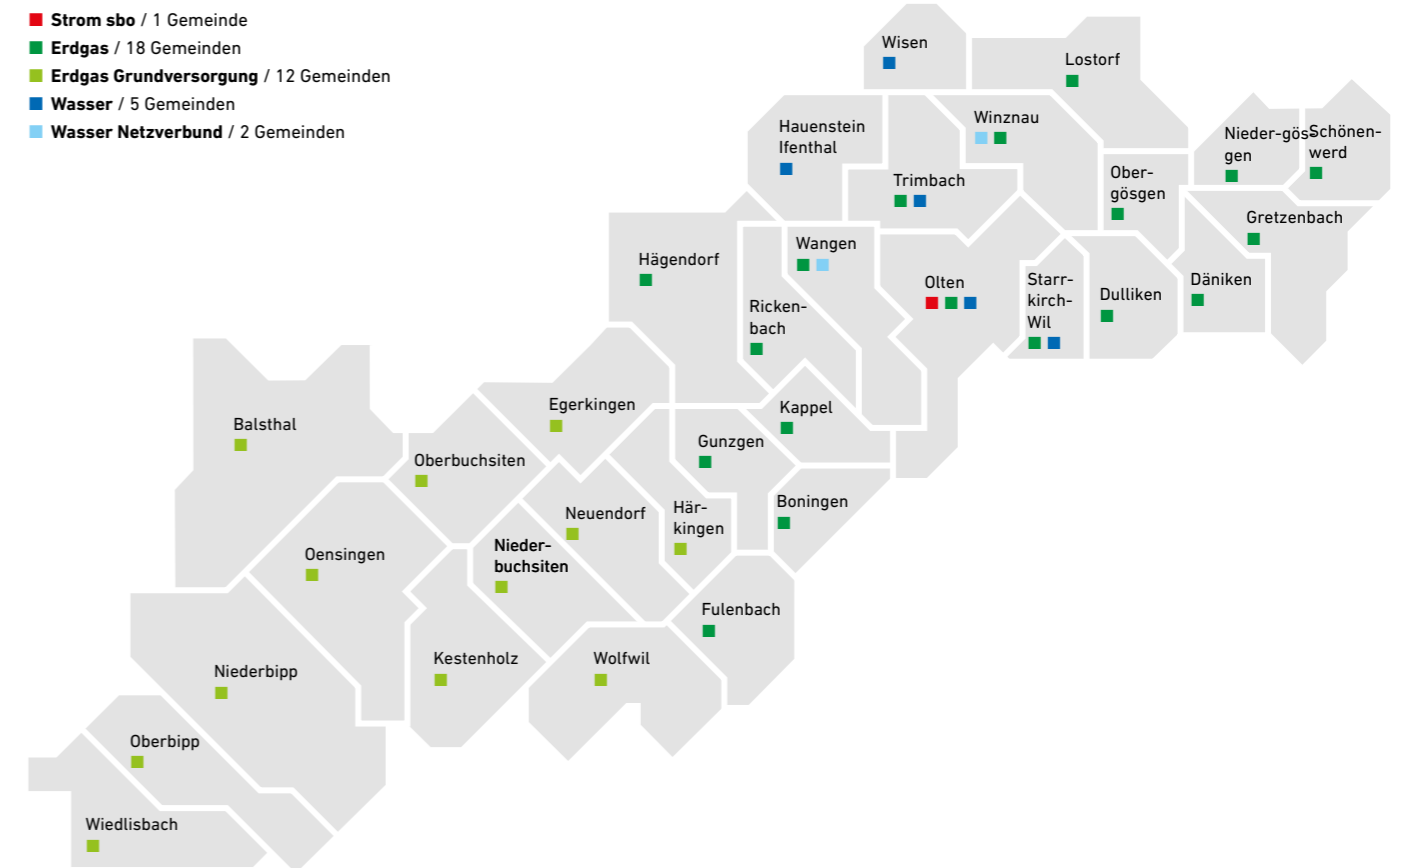 Strom sbo / 1 Gemeinde
Erdgas / 18 Gemeinden
Erdgas Grundversorgung / 12 Gemeinden
Wasser / 5 Gemeinden
Wasser Netzverbund / 2 Gemeinden
Wisen
Lostorf
Hauenstein
Ifenthal
Winznau
Nieder-gös-
gen
Schönen-
werd
Trimbach
Ober-
gösgen
Gretzenbach
Hägendorf
Wangen
Olten
Starr-
kirch-
Wil
Dulliken
Däniken
Ricken-
bach
Balsthal
Egerkingen
Kappel
Oberbuchsiten
Gunzgen
Neuendorf
Här-
kingen
Boningen
Oensingen
Nieder-
buchsiten
Fulenbach
Niederbipp
Kestenholz
Wolfwil
Oberbipp
Wiedlisbach